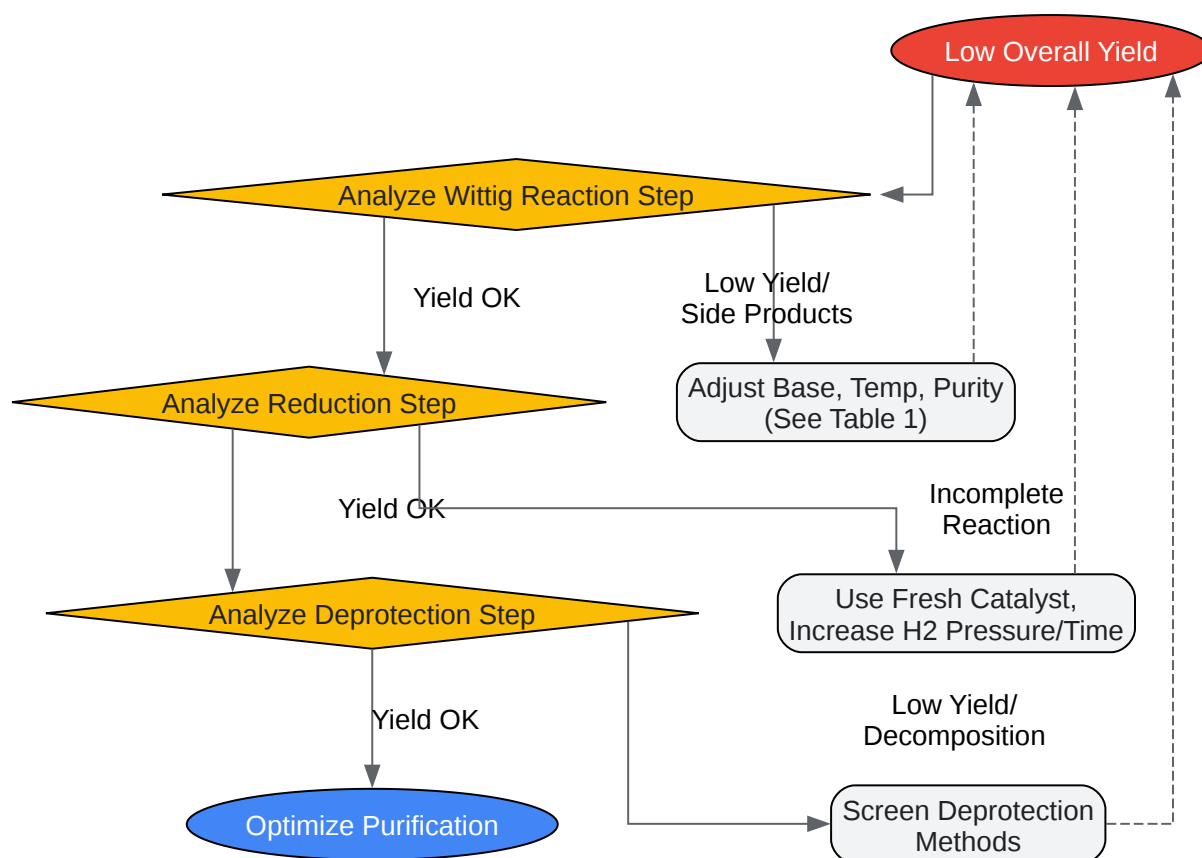 Low Overall Yield
Analyze Wittig Reaction Step
Yield OK
Low Yield/
Side Products
Adjust Base, Temp, Purity
(See Table 1)
Analyze Reduction Step
Yield OK
Incomplete
Reaction
Use Fresh Catalyst,
Increase H2 Pressure/Time
Analyze Deprotection Step
Yield OK
Low Yield/
Decomposition
Optimize Purification
Screen Deprotection
Methods